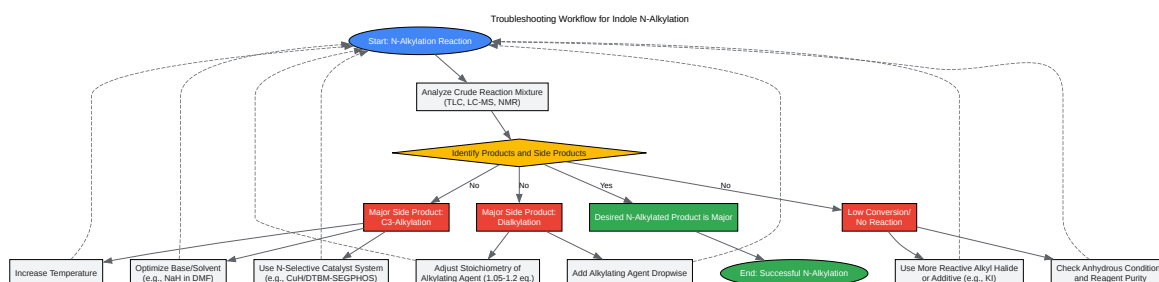 Troubleshooting Workflow for Indole N-Alkylation
Start: N-Alkylation Reaction
Analyze Crude Reaction Mixture
(TLC, LC-MS, NMR)
Identify Products and Side Products
No
No
Yes
No
Major Side Product:
C3-Alkylation
Major Side Product:
Dialkylation
Desired N-Alkylated Product is Major
Low Conversion/
No Reaction
Increase Temperature
Optimize Base/Solvent
(e.g., NaH in DMF)
Use N-Selective Catalyst System
(e.g., CuH/DTBM-SEGPHOS)
Adjust Stoichiometry of
Alkylating Agent (1.05-1.2 eq.)
Add Alkylating Agent Dropwise
End: Successful N-Alkylation
Use More Reactive Alkyl Halide
or Additive (e.g., KI)
Check Anhydrous Condition
and Reagent Purity